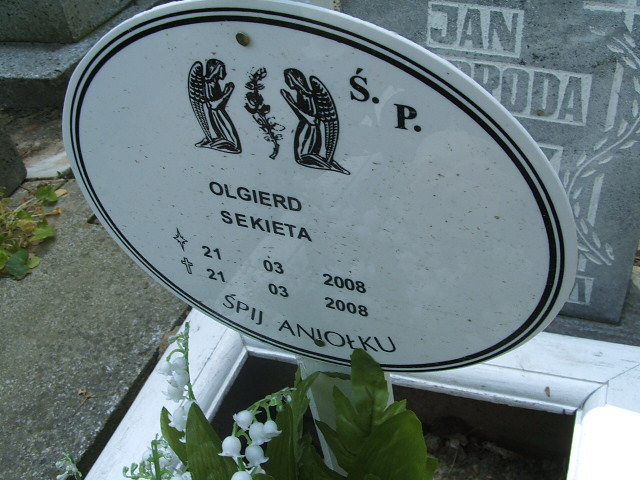 Ś. P.
OLGIERD
SEKIETA
21 03 2008
21 03 2008
ŚPIJ ANIOŁKU
JAN